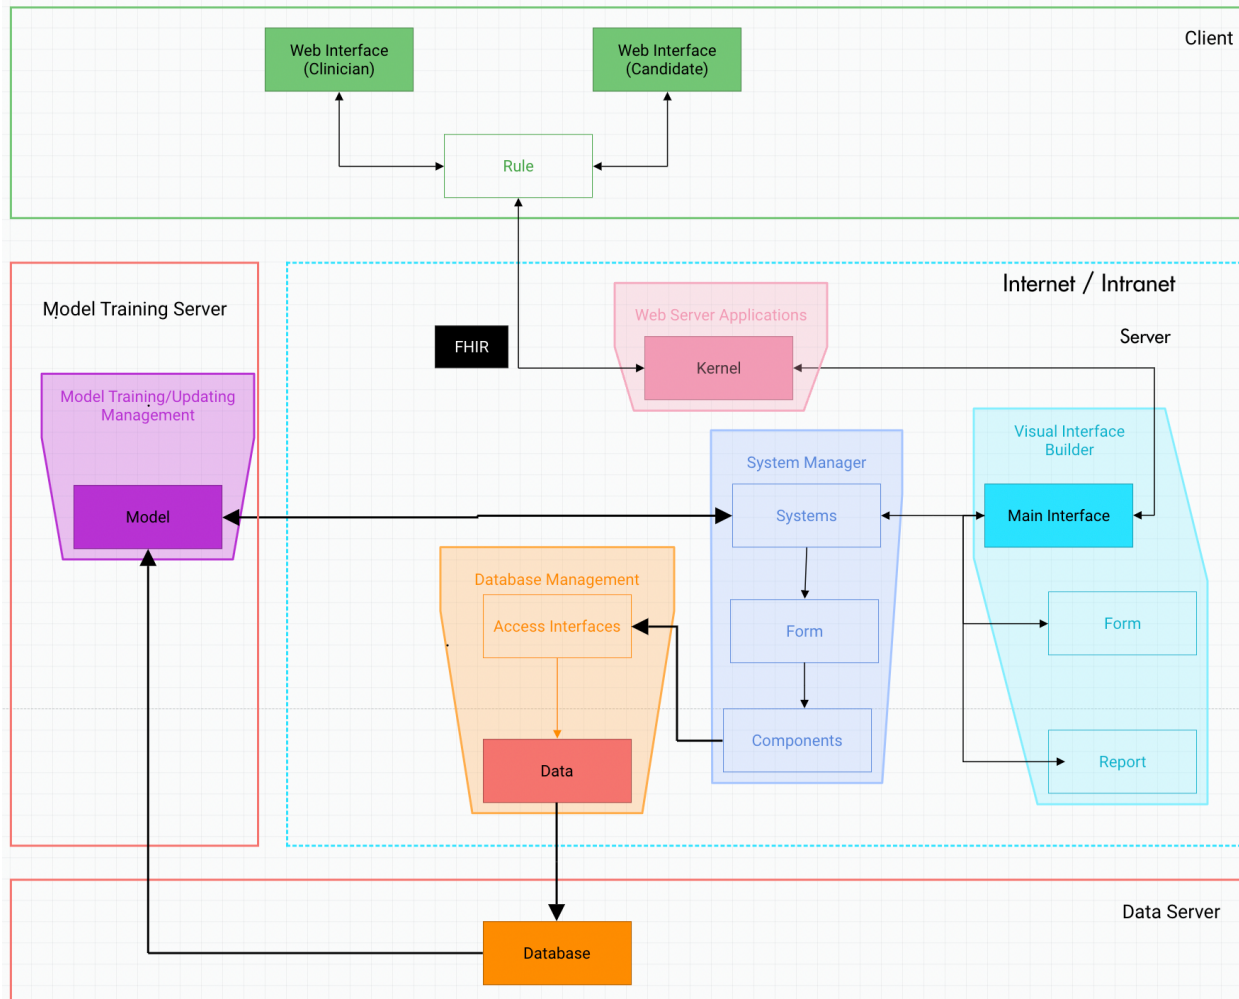 Client
Web Interface
(Clinician)
Web Interface
(Candidate)
Rule
Internet / Intranet
Server
Model Training Server
Web Server Applications
Kernel
FHIR
Model Training/Updating
Management
Model
System Manager
Systems
Form
Components
Visual Interface
Builder
Main Interface
Form
Report
Database Management
Access Interfaces
Data
Data Server
Database